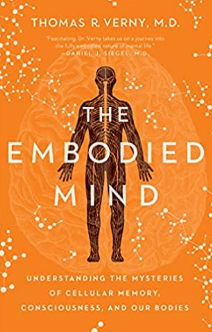 THOMAS R. VERNY, M.D.
"Fascinating. Dr. Verny takes us on a journey into
the fully embodied nature of mental life."
—DANIEL J. SIEGEL, M.D.
THE
EMBODIED
MIND
UNDERSTANDING THE MYSTERIES
OF CELLULAR MEMORY,
CONSCIOUSNESS, AND OUR BODIES